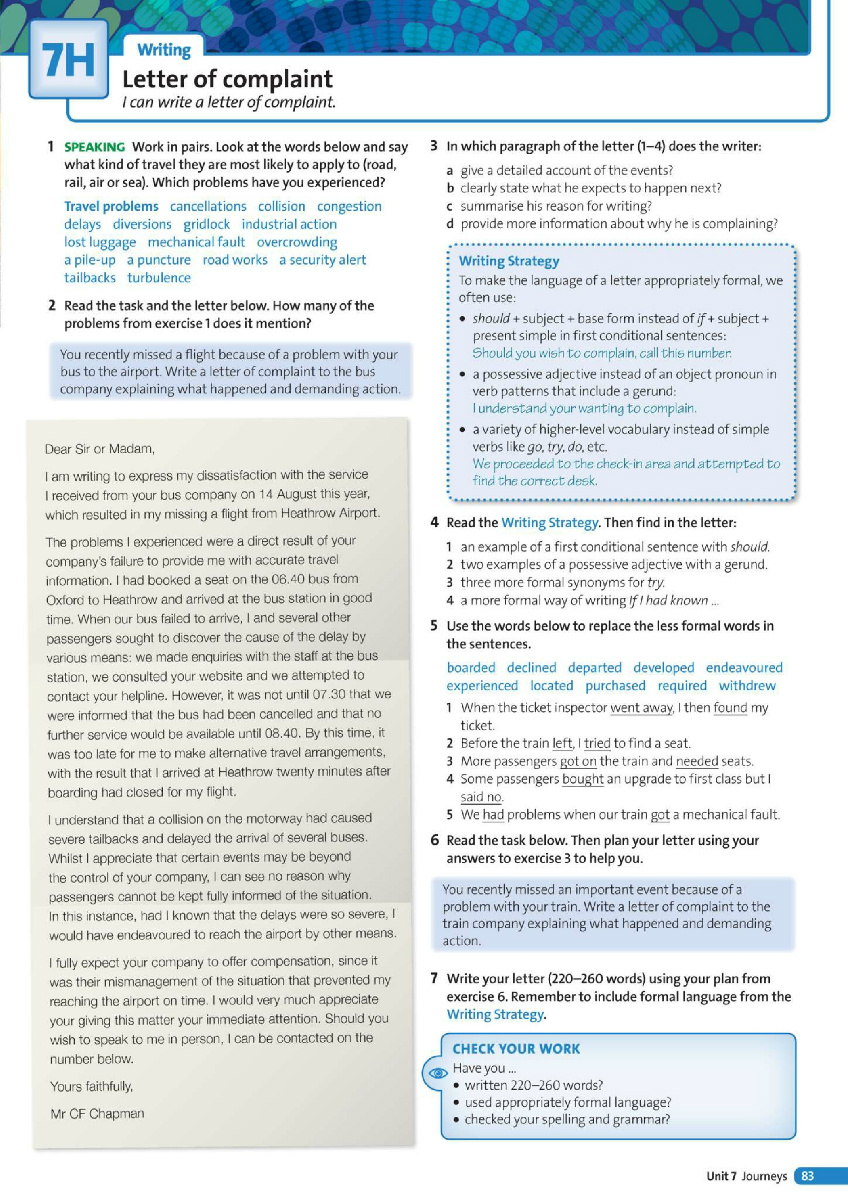 7H
Writing
Letter of complaint
I can write a letter of complaint.
1 SPEAKING Work in pairs. Look at the words below and say
what kind of travel they are most likely to apply to (road,
rail, air or sea). Which problems have you experienced?
Travel problems cancellations collision congestion
delays diversions gridlock industrial action
lost luggage mechanical fault overcrowding
a pile-up a puncture road works a security alert
tailbacks turbulence
2 Read the task and the letter below. How many of the
problems from exercise 1 does it mention?
You recently missed a flight because of a problem with your
bus to the airport. Write a letter of complaint to the bus
company explaining what happened and demanding action.
Dear Sir or Madam,
I am writing to express my dissatisfaction with the service
I received from your bus company on 14 August this year,
which resulted in my missing a flight from Heathrow Airport.
The problems I experienced were a direct result of your
company's failure to provide me with accurate travel
information. I had booked a seat on the 06.40 bus from
Oxford to Heathrow and arrived at the bus station in good
time. When our bus failed to arrive, I and several other
passengers sought to discover the cause of the delay by
various means: we made enquiries with the staff at the bus
station, we consulted your website and we attempted to
contact your helpline. However, it was not until 07.30 that we
were informed that the bus had been cancelled and that no
further service would be available until 08.40. By this time, it
was too late for me to make alternative travel arrangements,
with the result that I arrived at Heathrow twenty minutes after
boarding had closed for my flight.
I understand that a collision on the motorway had caused
severe tailbacks and delayed the arrival of several buses.
Whilst I appreciate that certain events may be beyond
the control of your company, I can see no reason why
passengers cannot be kept fully informed of the situation.
In this instance, had I known that the delays were so severe, I
would have endeavoured to reach the airport by other means.
I fully expect your company to offer compensation, since it
was their mismanagement of the situation that prevented my
reaching the airport on time. I would very much appreciate
your giving this matter your immediate attention. Should you
wish to speak to me in person, I can be contacted on the
number below.
Yours faithfully,
Mr CF Chapman
3 In which paragraph of the letter (1–4) does the writer:
a give a detailed account of the events?
b clearly state what he expects to happen next?
c summarise his reason for writing?
d provide more information about why he is complaining?
Writing Strategy
To make the language of a letter appropriately formal, we
often use:
• should + subject + base form instead of if + subject +
present simple in first conditional sentences:
Should you wish to complain, call this number.
• a possessive adjective instead of an object pronoun in
verb patterns that include a gerund:
I understand your wanting to complain.
• a variety of higher-level vocabulary instead of simple
verbs like go, try, do, etc.
We proceeded to the check-in area and attempted to
find the correct desk.
4 Read the Writing Strategy. Then find in the letter:
1 an example of a first conditional sentence with should.
2 two examples of a possessive adjective with a gerund.
3 three more formal synonyms for try.
4 a more formal way of writing If I had known ...
5 Use the words below to replace the less formal words in
the sentences.
boarded declined departed developed endeavoured
experienced located purchased required withdrew
1 When the ticket inspector went away, I then found my
ticket.
2 Before the train left, I tried to find a seat.
3 More passengers got on the train and needed seats.
4 Some passengers bought an upgrade to first class but I
said no.
5 We had problems when our train got a mechanical fault.
6 Read the task below. Then plan your letter using your
answers to exercise 3 to help you.
You recently missed an important event because of a
problem with your train. Write a letter of complaint to the
train company explaining what happened and demanding
action.
7 Write your letter (220–260 words) using your plan from
exercise 6. Remember to include formal language from the
Writing Strategy.
CHECK YOUR WORK
Have you ...
• written 220–260 words?
• used appropriately formal language?
• checked your spelling and grammar?
Unit 7 Journeys 83